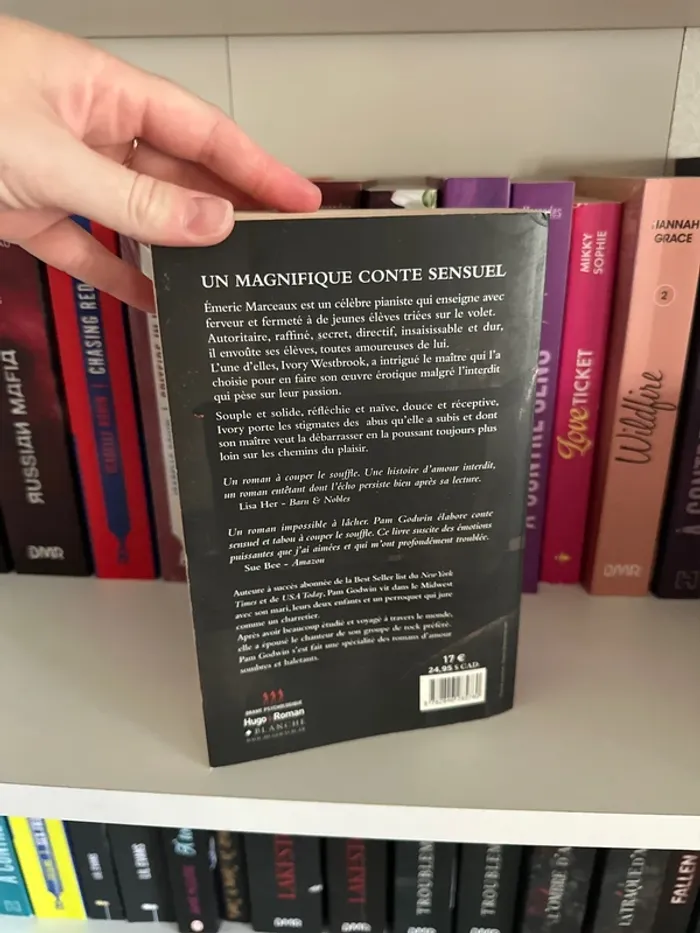 UN MAGNIFIQUE CONTE SENSUEL
Émeric Marceaux est un célèbre pianiste qui enseigne avec
ferveur et fermeté à de jeunes élèves triées sur le volet.
Autoritaire, raffiné, secret, directif, insaisissable et dur,
il envoûte ses élèves, toutes amoureuses de lui.
L'une d'elles, Ivory Westbrook, a intrigué le maître qui l'a
choisie pour en faire son œuvre érotique malgré l'interdit
qui pèse sur leur passion.
Souple et solide, réfléchie et naïve, douce et réceptive,
Ivory porte les stigmates des abus qu'elle a subis et dont
son maître veut la débarrasser en la poussant toujours plus
loin sur les chemins du plaisir.
Un roman à couper le souffle. Une histoire d'amour interdit,
un roman entêtant dont l'écho persiste bien après sa lecture.
Lisa Her – Barn & Nobles
Un roman impossible à lâcher. Pam Godwin élabore conte
sensuel et tabou à couper le souffle. Ce livre suscite des émotions
puissantes que j'ai aimées et qui m'ont profondément troublée.
Sue Bee – Amazon
Auteure à succès abonnée de la Best Seller list du New York
Times et de USA Today, Pam Godwin vit dans le Midwest
avec son mari, leurs deux enfants et un perroquet qui jure
comme un charretier.
Après avoir beaucoup étudié et voyagé à travers le monde,
elle a épousé le chanteur de son groupe de rock préféré.
Pam Godwin s'est fait une spécialité des romans d'amour
sombres et haletants.
17 €
24,95 $ CAD
Hugo Roman
BLANCHE
RUSSIAN MAFIA
BMR
CHASING RED
MIKKY
SOPHIE
LoveTICKET
HANNAH
GRACE
2
Wildfire
BMR
LAKEST
LAKEST
TROUBLEM
TROUBLEM
L'OMBRE D'A
LA TRAQUE D'A
FALLEN